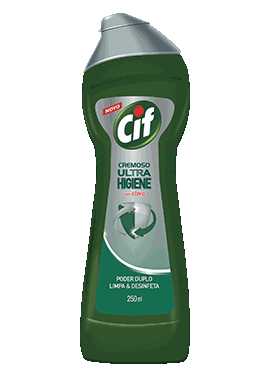 NOVO
Cif
CREMOSO
ULTRA
HIGIENE
com cloro
PODER DUPLO
LIMPA & DESINFETA
250ml